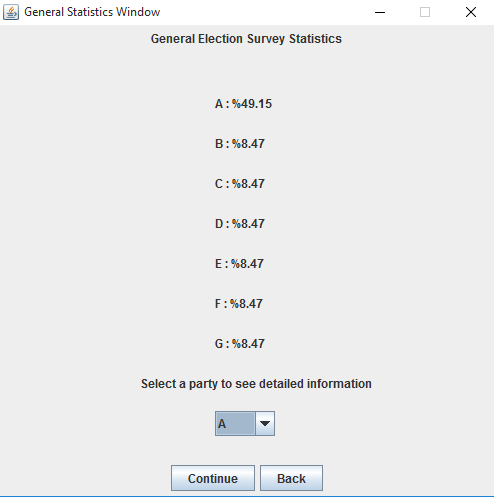 General Statistics Window
General Election Survey Statistics
A : %49.15
B : %8.47
C : %8.47
D : %8.47
E : %8.47
F : %8.47
G : %8.47
Select a party to see detailed information
A
Continue Back